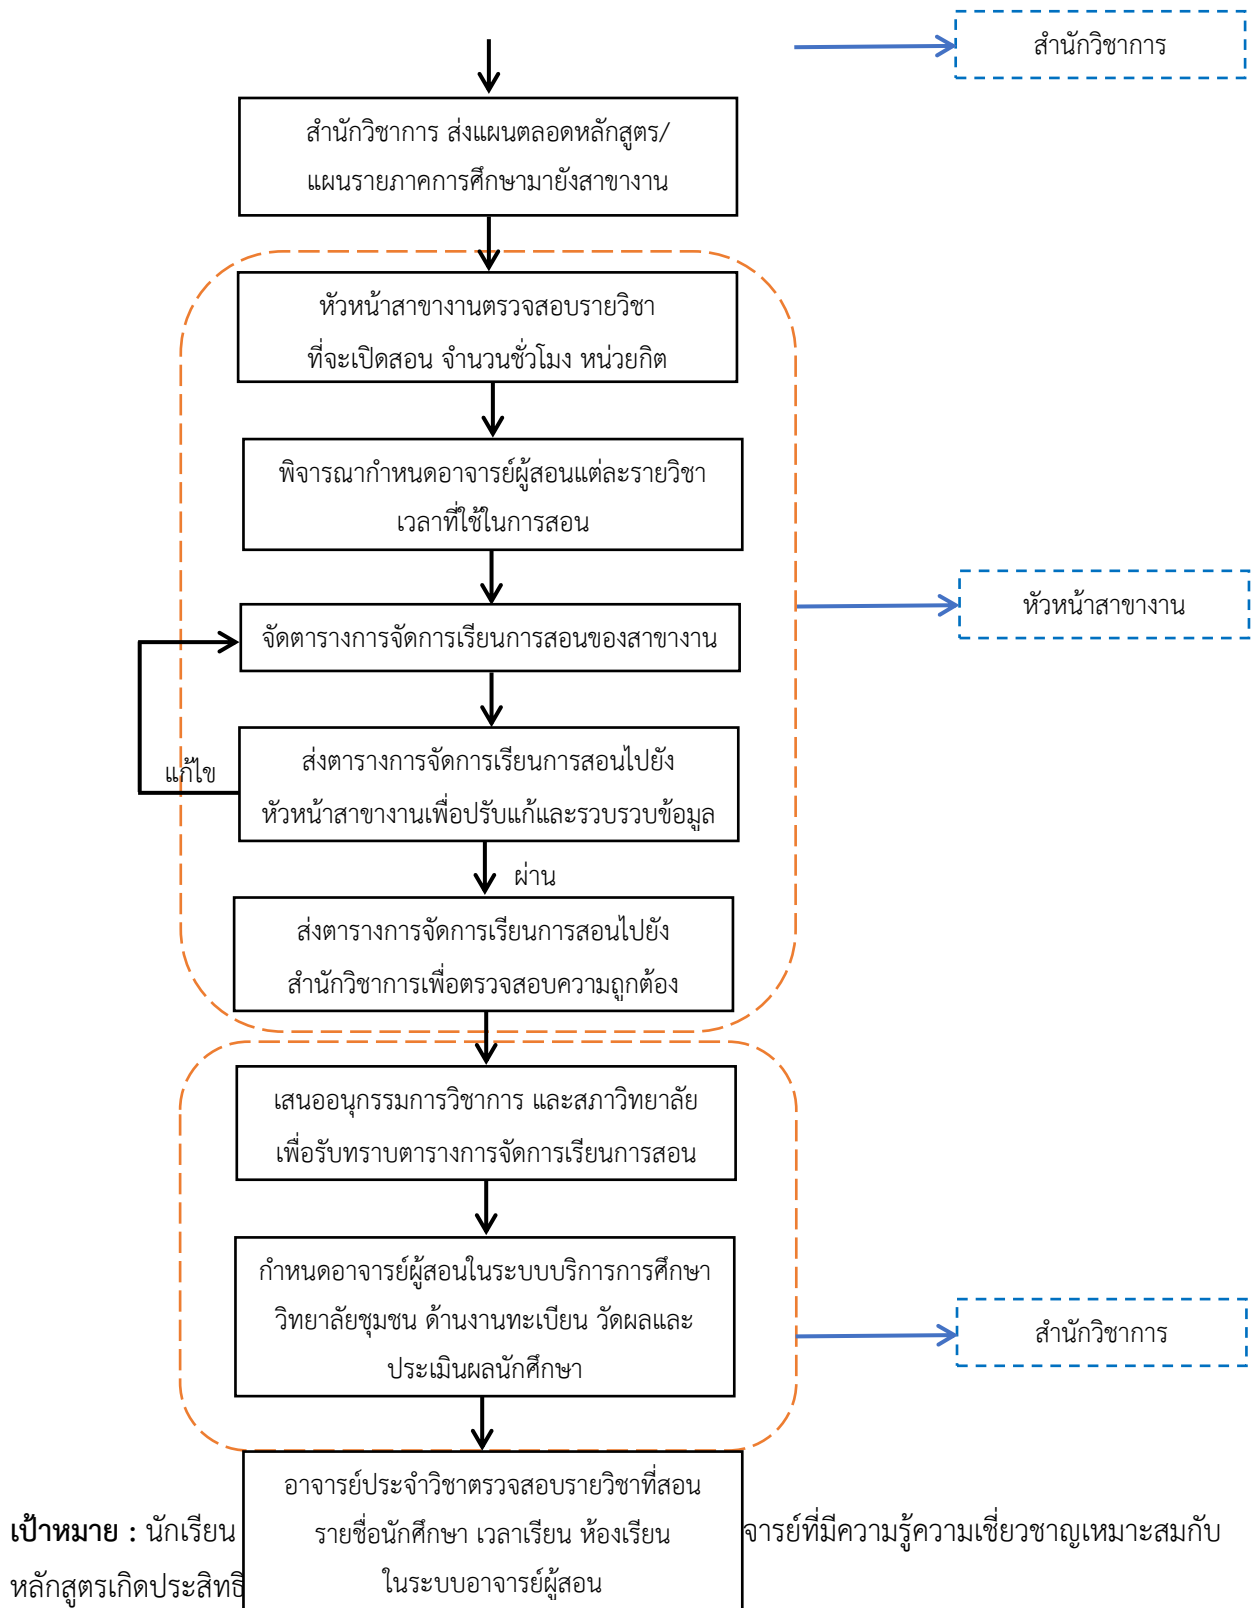 สำนักวิชาการ
สำนักวิชาการ ส่งแผนตลอดหลักสูตร/
แผนรายภาคการศึกษามายังสาขางาน
หัวหน้าสาขางานตรวจสอบรายวิชา
ที่จะเปิดสอน จำนวนชั่วโมง หน่วยกิต
พิจารณากำหนดอาจารย์ผู้สอนแต่ละรายวิชา
เวลาที่ใช้ในการสอน
หัวหน้าสาขางาน
จัดตารางการจัดการเรียนการสอนของสาขางาน
แก้ไข
ส่งตารางการจัดการเรียนการสอนไปยัง
หัวหน้าสาขางานเพื่อปรับแก้และรวบรวบข้อมูล
ผ่าน
ส่งตารางการจัดการเรียนการสอนไปยัง
สำนักวิชาการเพื่อตรวจสอบความถูกต้อง
เสนออนุกรรมการวิชาการ และสภาวิทยาลัย
เพื่อรับทราบตารางการจัดการเรียนการสอน
กำหนดอาจารย์ผู้สอนในระบบบริการการศึกษา
วิทยาลัยชุมชน ด้านงานทะเบียน วัดผลและ
ประเมินผลนักศึกษา
สำนักวิชาการ
อาจารย์ประจำวิชาตรวจสอบรายวิชาที่สอน
รายชื่อนักศึกษา เวลาเรียน ห้องเรียน
ในระบบอาจารย์ผู้สอน
เป้าหมาย : นักเรียน จารย์ที่มีความรู้ความเชี่ยวชาญเหมาะสมกับ
หลักสูตรเกิดประสิทธิ